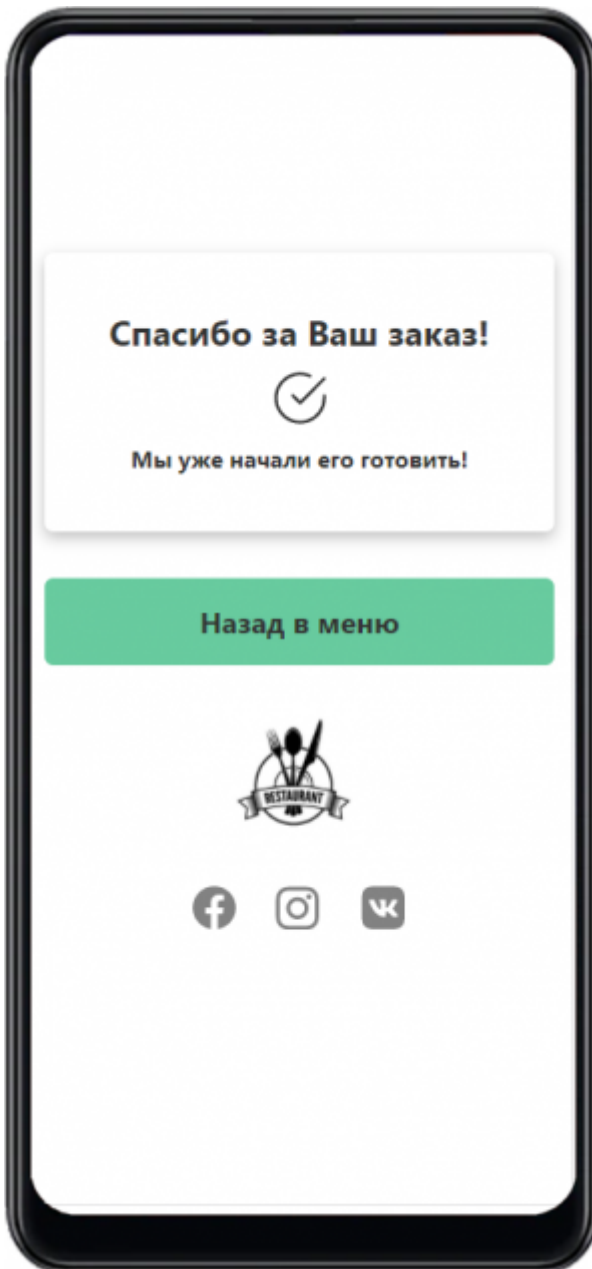 Спасибо за Ваш заказ!
Мы уже начали его готовить!
Назад в меню
RESTAURANT